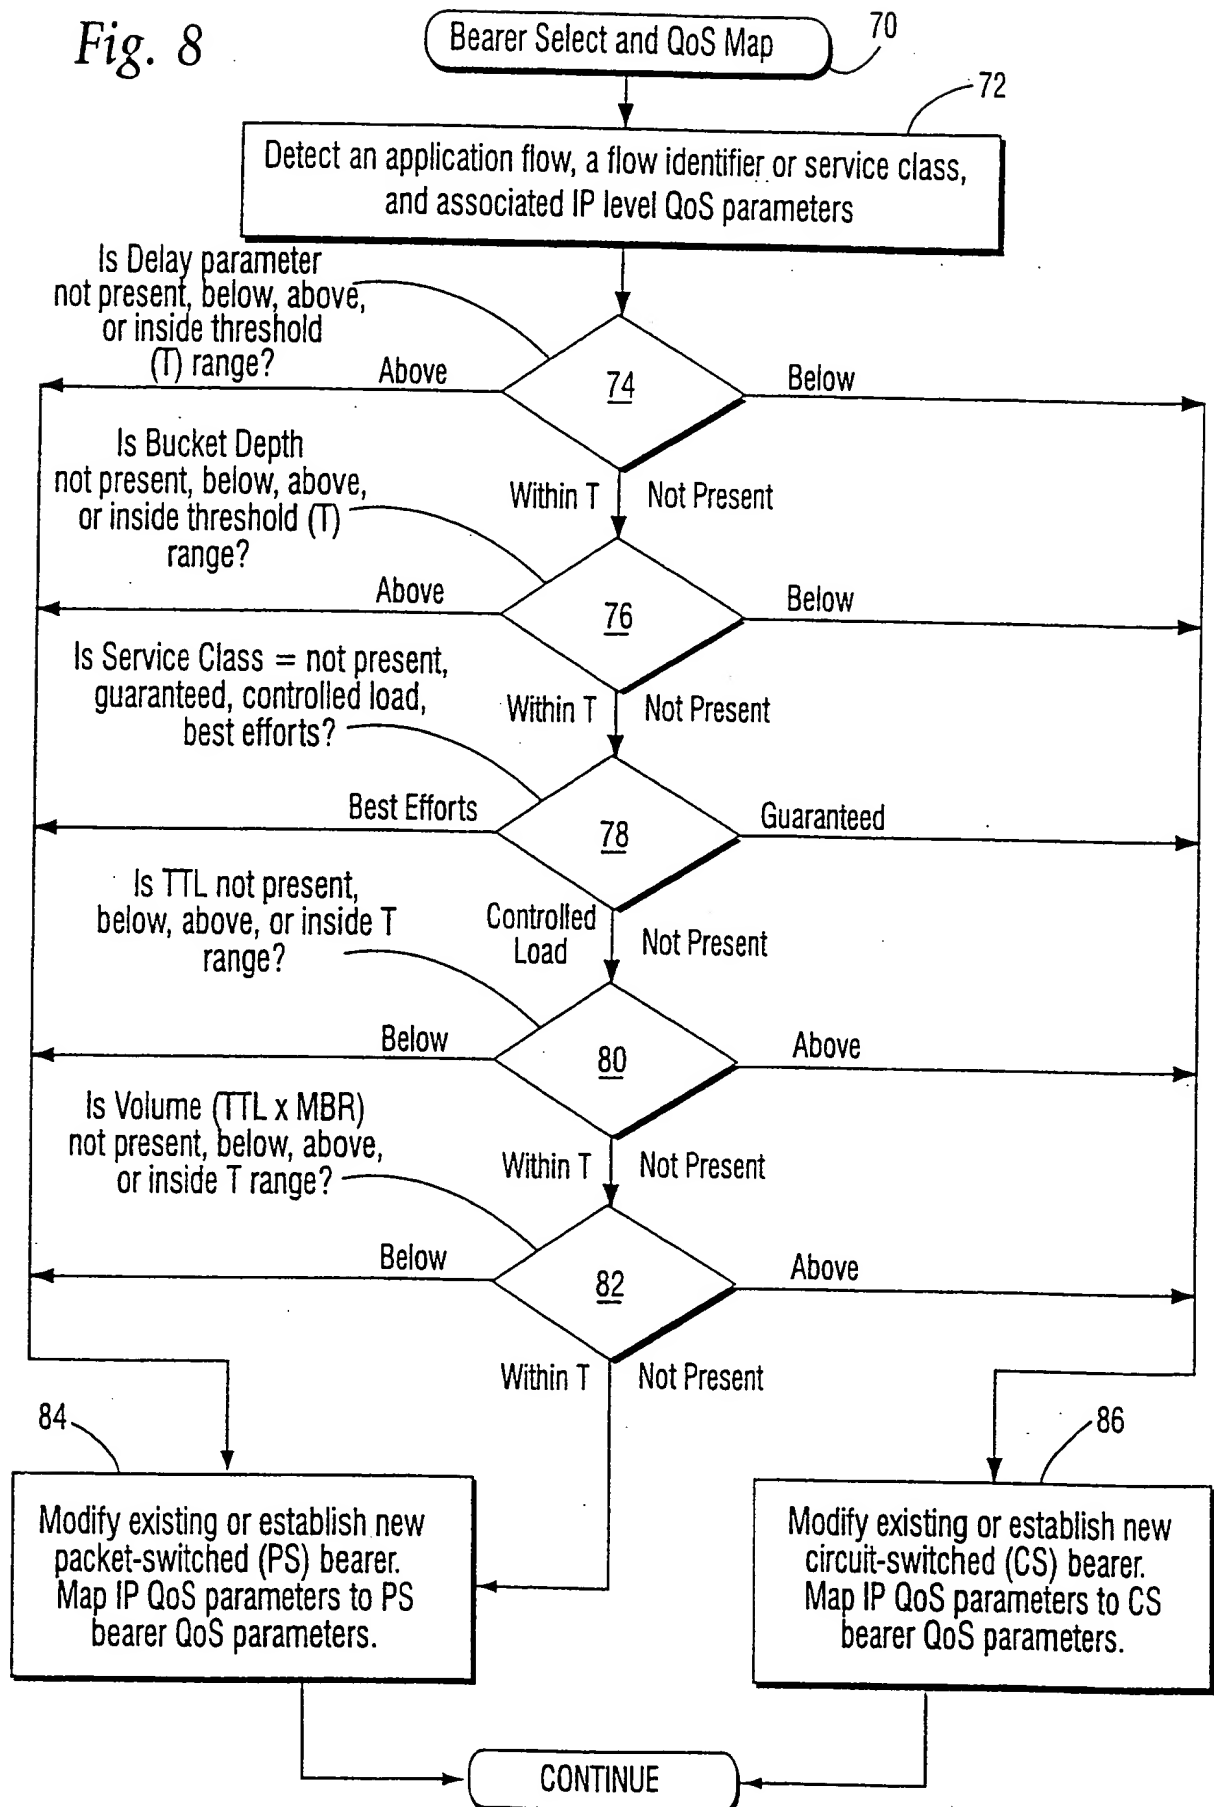 Fig. 8
Bearer Select and QoS Map
70
72
Detect an application flow, a flow identifier or service class,
and associated IP level QoS parameters
Is Delay parameter
not present, below, above,
or inside threshold
(T) range?
Above
74
Below
Within T
Not Present
Is Bucket Depth
not present, below, above,
or inside threshold (T)
range?
Above
76
Below
Within T
Not Present
Is Service Class = not present,
guaranteed, controlled load,
best efforts?
Best Efforts
78
Guaranteed
Controlled
Load
Not Present
Is TTL not present,
below, above, or inside T
range?
Below
80
Above
Within T
Not Present
Is Volume (TTL x MBR)
not present, below, above,
or inside T range?
Below
82
Above
Within T
Not Present
84
Modify existing or establish new
packet-switched (PS) bearer.
Map IP QoS parameters to PS
bearer QoS parameters.
86
Modify existing or establish new
circuit-switched (CS) bearer.
Map IP QoS parameters to CS
bearer QoS parameters.
CONTINUE